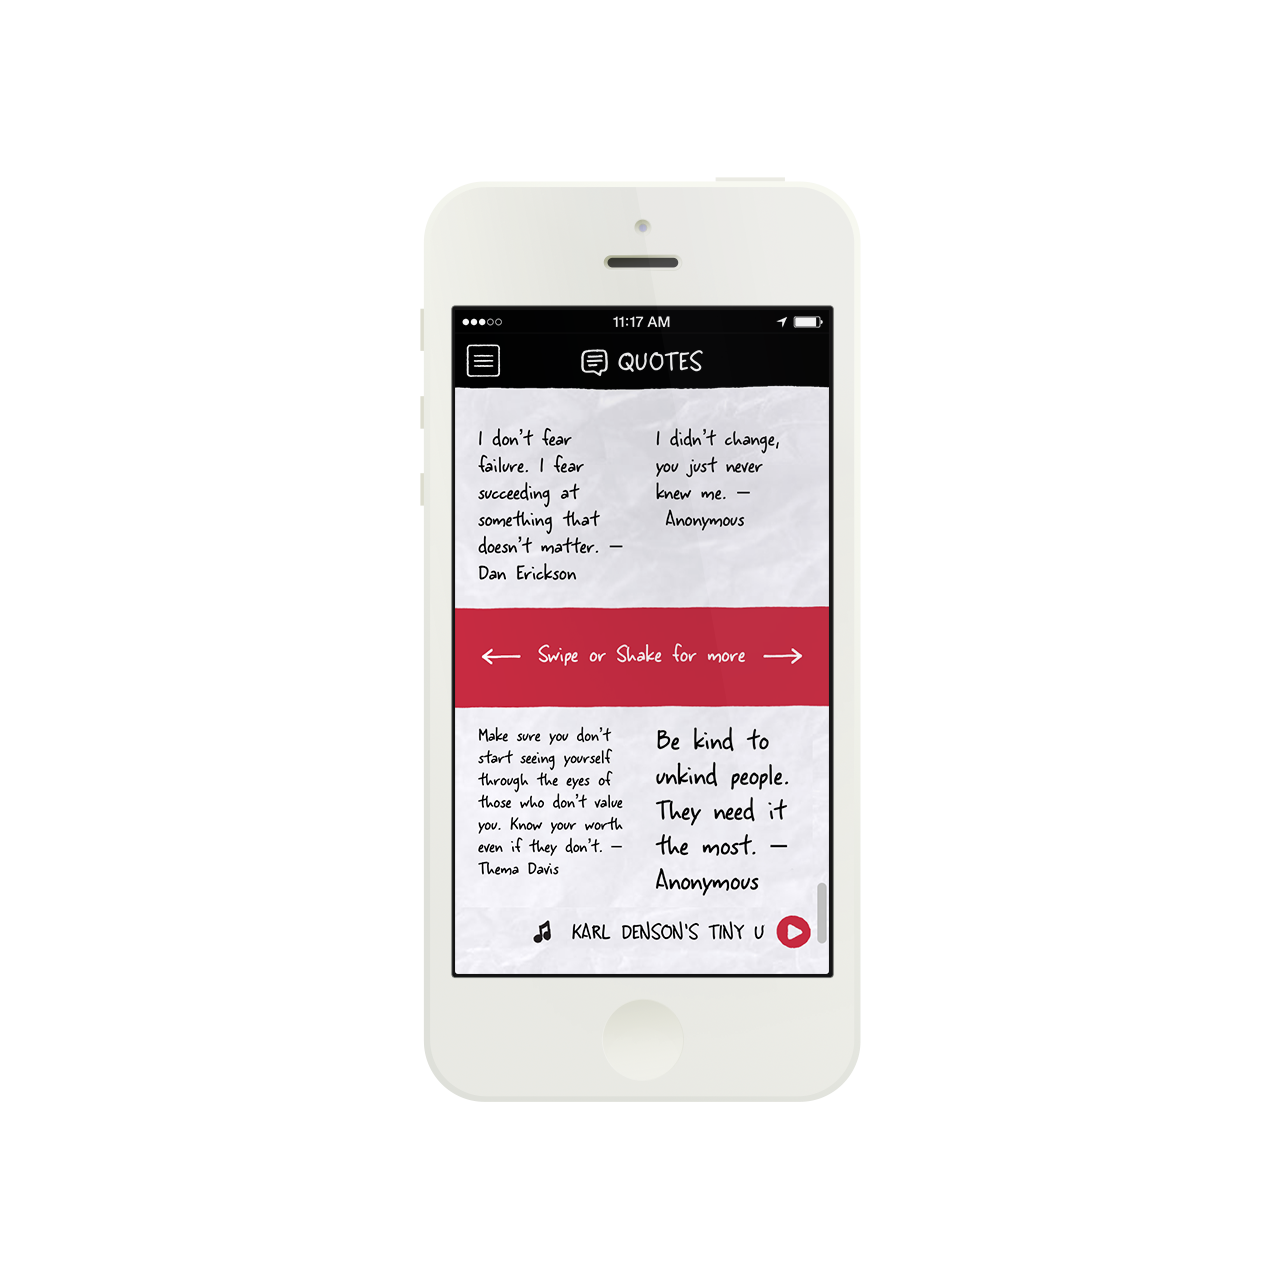 11:17 AM
QUOTES
I don't fear
failure. I fear
succeeding at
something that
doesn't matter. —
Dan Erickson
I didn't change,
you just never
knew me. —
Anonymous
Swipe or Shake for more
Make sure you don't
start seeing yourself
through the eyes of
those who don't value
you. Know your worth
even if they don't. —
Thema Davis
Be kind to
unkind people.
They need it
the most. —
Anonymous
KARL DENSON'S TINY U